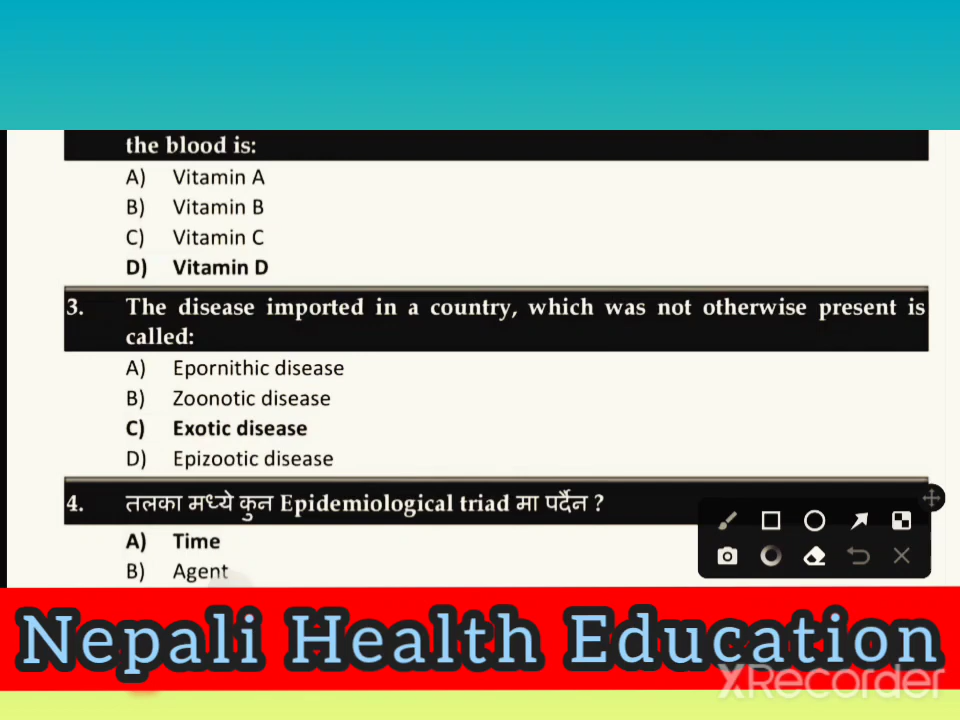 the blood is:
A) Vitamin A
B) Vitamin B
C) Vitamin C
D) Vitamin D
3. The disease imported in a country, which was not otherwise present is
called:
A) Epornithic disease
B) Zoonotic disease
C) Exotic disease
D) Epizootic disease
4. तलका मध्ये कुन Epidemiological triad मा पर्दैन ?
A) Time
B) Agent
Nepali Health Education
XRecorder